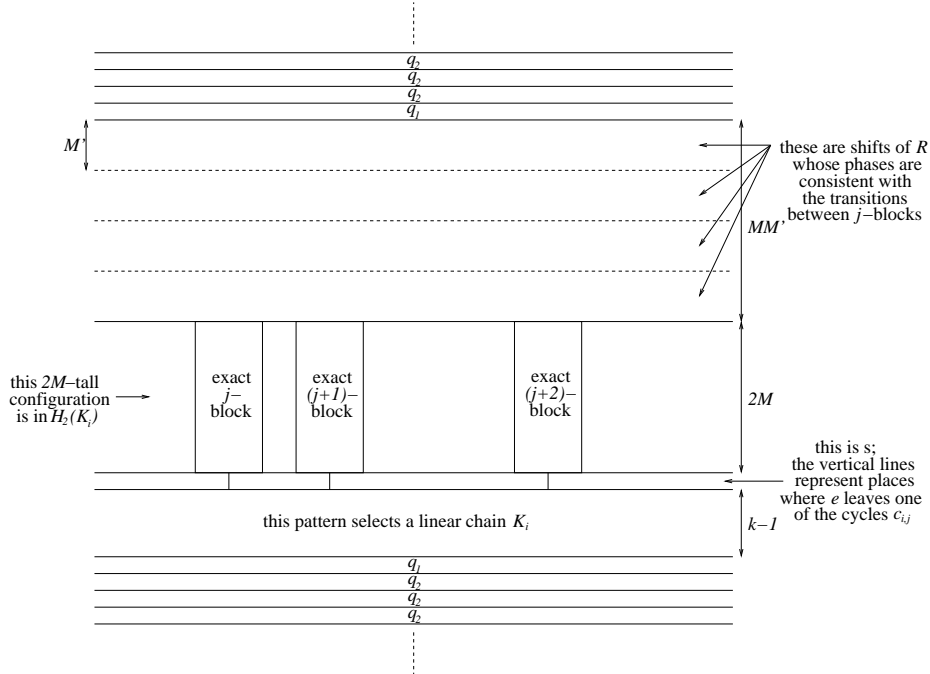 q₂
q₂
q₂
q₁
M'
these are shifts of R
whose phases are
consistent with
the transitions
between j–blocks
MM'
this 2M–tall
configuration
is in H₂(Kᵢ)
exact
j–
block
exact
(j+1)–
block
exact
(j+2)–
block
2M
this is s;
the vertical lines
represent places
where e leaves one
of the cycles cᵢ,ⱼ
this pattern selects a linear chain Kᵢ
k–1
q₁
q₂
q₂
q₂